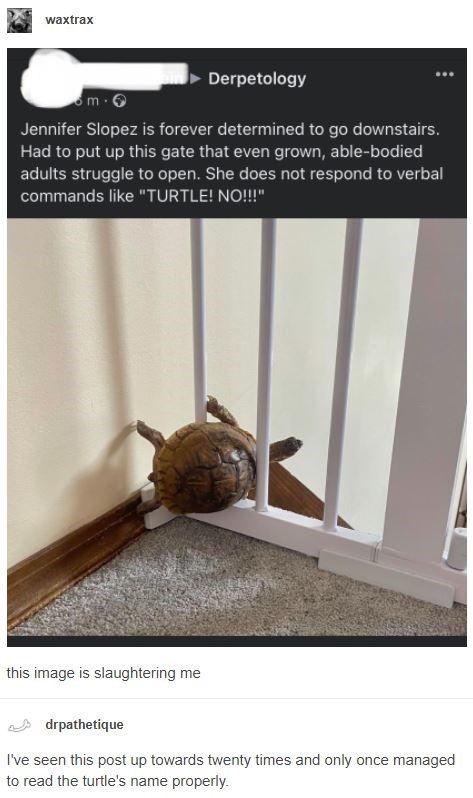 waxtrax
Derpetology
m
Jennifer Slopez is forever determined to go downstairs.
Had to put up this gate that even grown, able-bodied
adults struggle to open. She does not respond to verbal
commands like "TURTLE! NO!!!"
this image is slaughtering me
drpathetique
I've seen this post up towards twenty times and only once managed
to read the turtle's name properly.